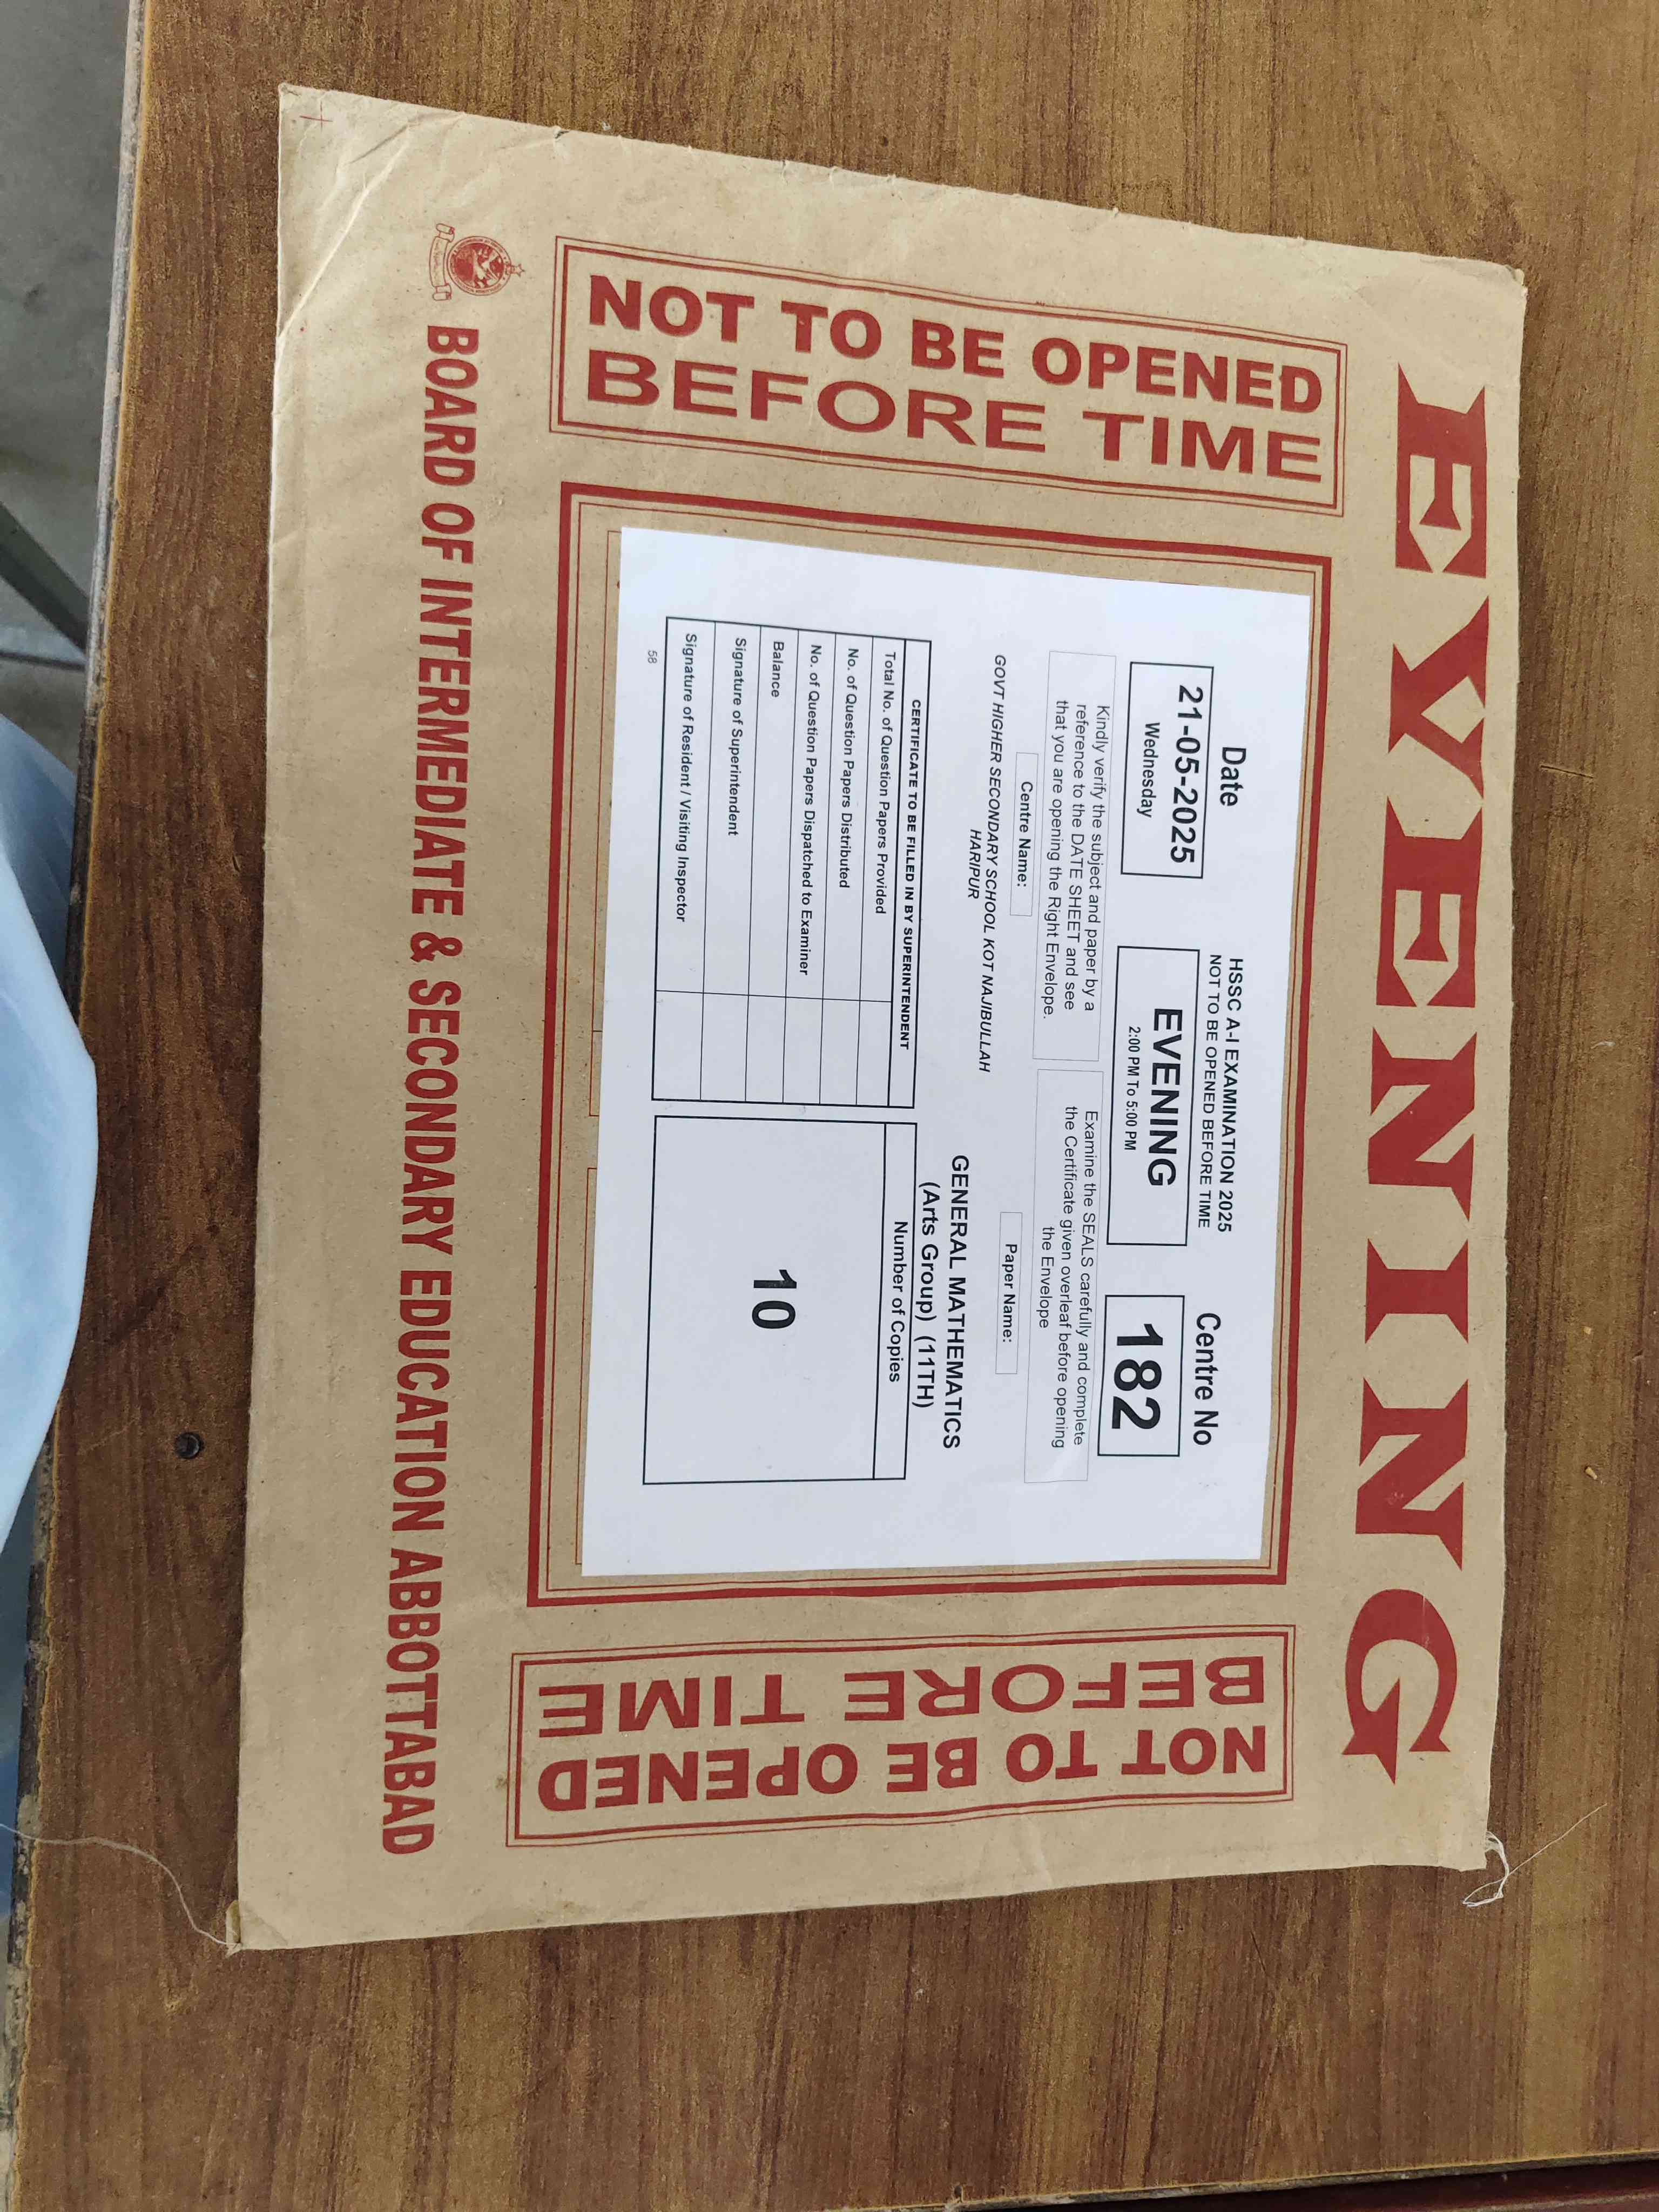 EVENING
NOT TO BE OPENED
BEFORE TIME
HSSC A-I EXAMINATION 2025
NOT TO BE OPENED BEFORE TIME
Date
21-05-2025
Wednesday
EVENING
2:00 PM To 5:00 PM
Centre No
182
Kindly verify the subject and paper by a
reference to the DATE SHEET and see
that you are opening the Right Envelope.
Examine the SEALS carefully and complete
the Certificate given overleaf before opening
the Envelope
Centre Name:
GOVT HIGHER SECONDARY SCHOOL KOT NAJIBULLAH
HARIPUR
Paper Name:
GENERAL MATHEMATICS
(Arts Group) (11TH)
CERTIFICATE TO BE FILLED IN BY SUPERINTENDENT
Total No. of Question Papers Provided
No. of Question Papers Distributed
No. of Question Papers Dispatched to Examiner
Balance
Signature of Superintendent
Signature of Resident / Visiting Inspector
58
Number of Copies
10
NOT TO BE OPENED
BEFORE TIME
BOARD OF INTERMEDIATE & SECONDARY EDUCATION ABBOTTABAD